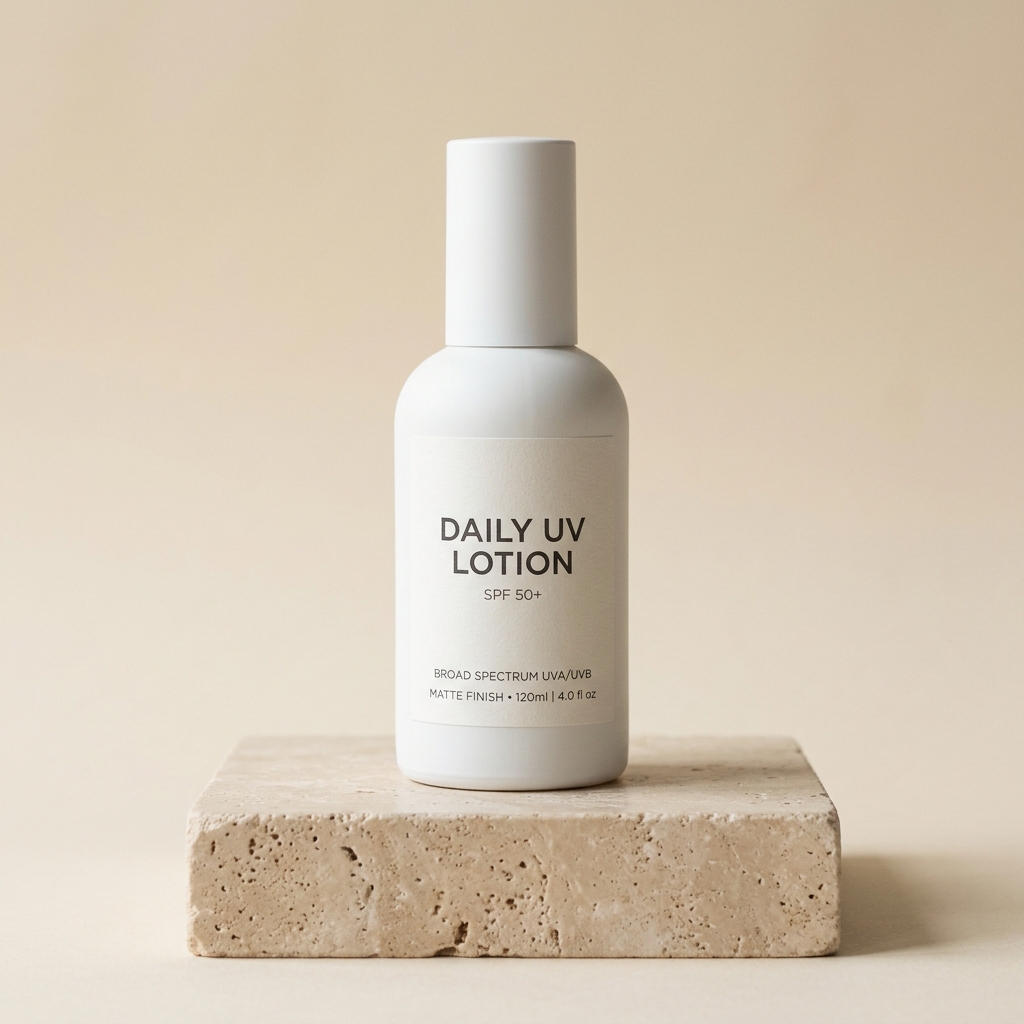 DAILY UV
LOTION
SPF 50+
BROAD SPECTRUM UVA/UVB
MATTE FINISH • 120ml | 4.0 fl oz